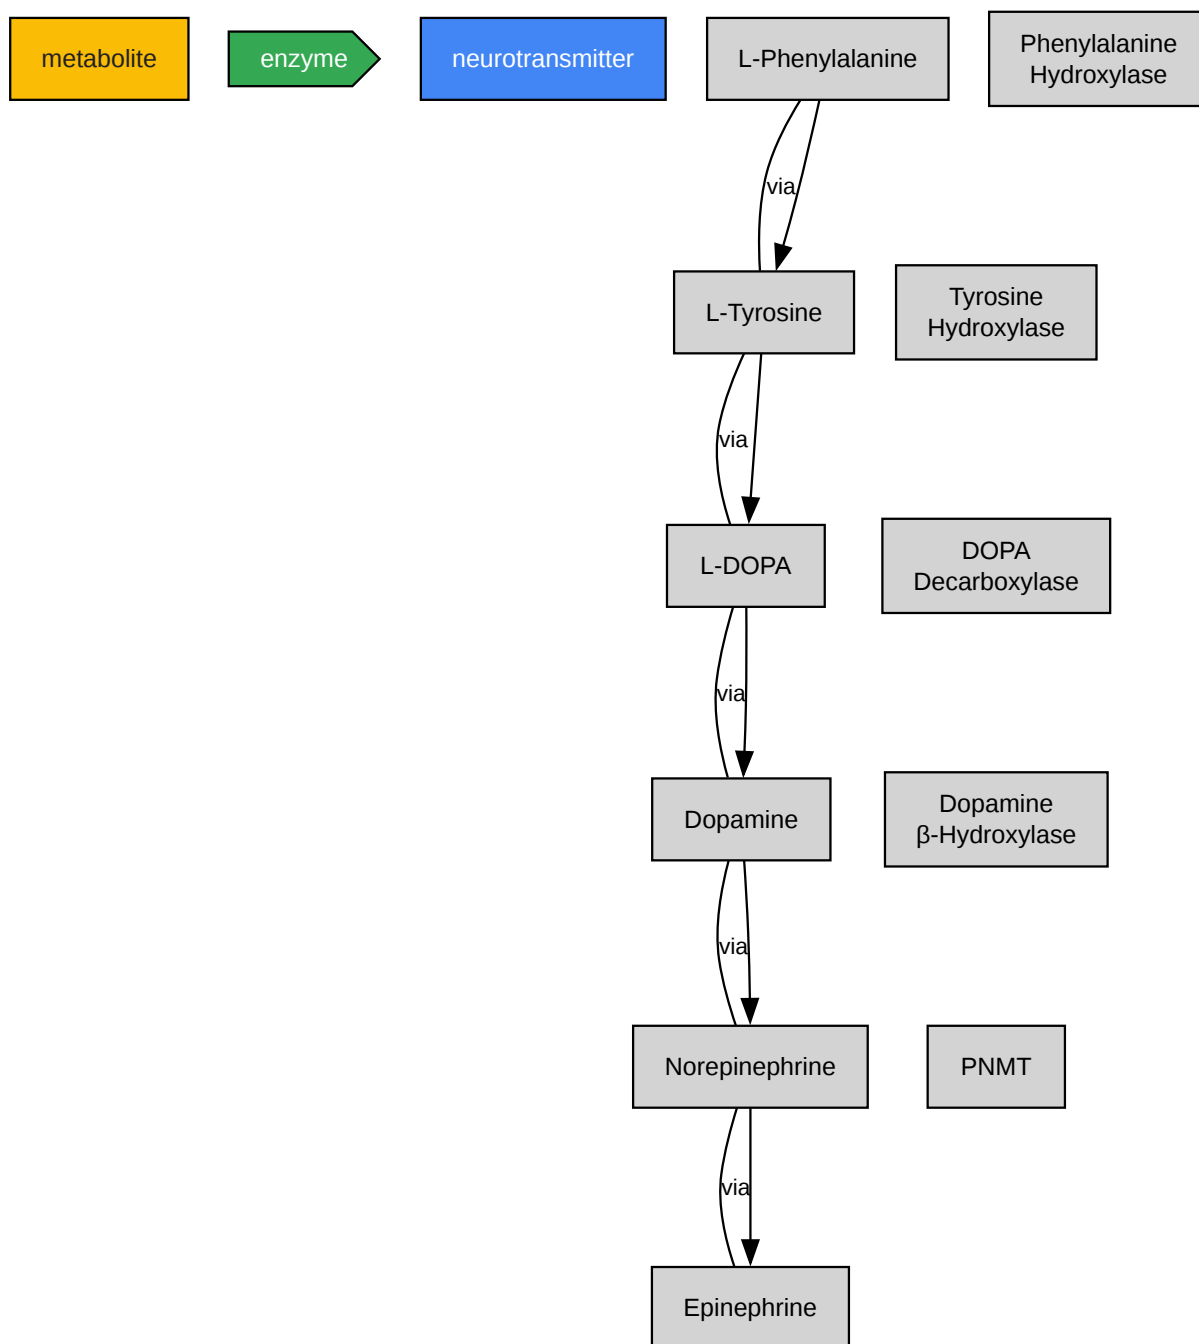 metabolite
enzyme
neurotransmitter
L-Phenylalanine
Phenylalanine
Hydroxylase
via
L-Tyrosine
Tyrosine
Hydroxylase
via
L-DOPA
DOPA
Decarboxylase
via
Dopamine
Dopamine
β-Hydroxylase
via
Norepinephrine
PNMT
via
Epinephrine